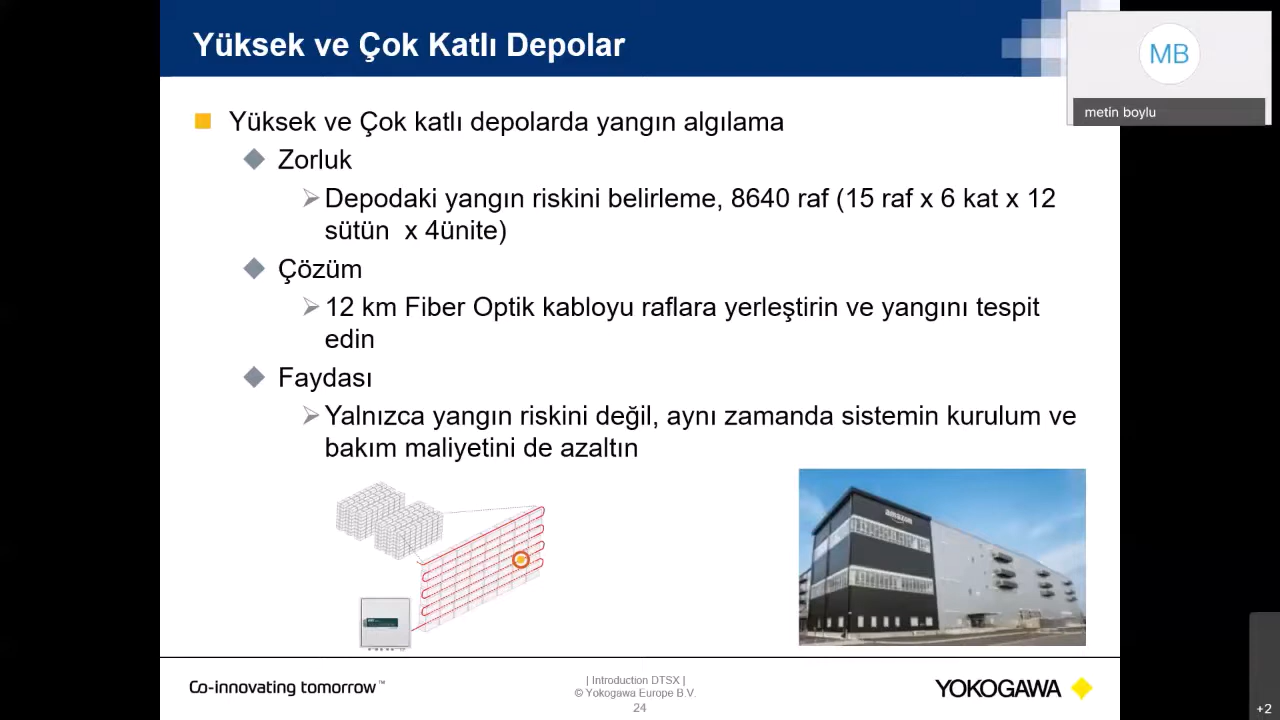 Yüksek ve Çok Katlı Depolar
MB
metin boylu
Yüksek ve Çok katlı depolarda yangın algılama
Zorluk
Depodaki yangın riskini belirleme, 8640 raf (15 raf x 6 kat x 12
sütün x 4ünite)
Çözüm
12 km Fiber Optik kabloyu raflara yerleştirin ve yangını tespit
edin
Faydası
Yalnızca yangın riskini değil, aynı zamanda sistemin kurulum ve
bakım maliyetini de azaltın
amazon
Co-innovating tomorrow™
| Introduction DTSX |
© Yokogawa Europe B.V.
24
YOKOGAWA
+2